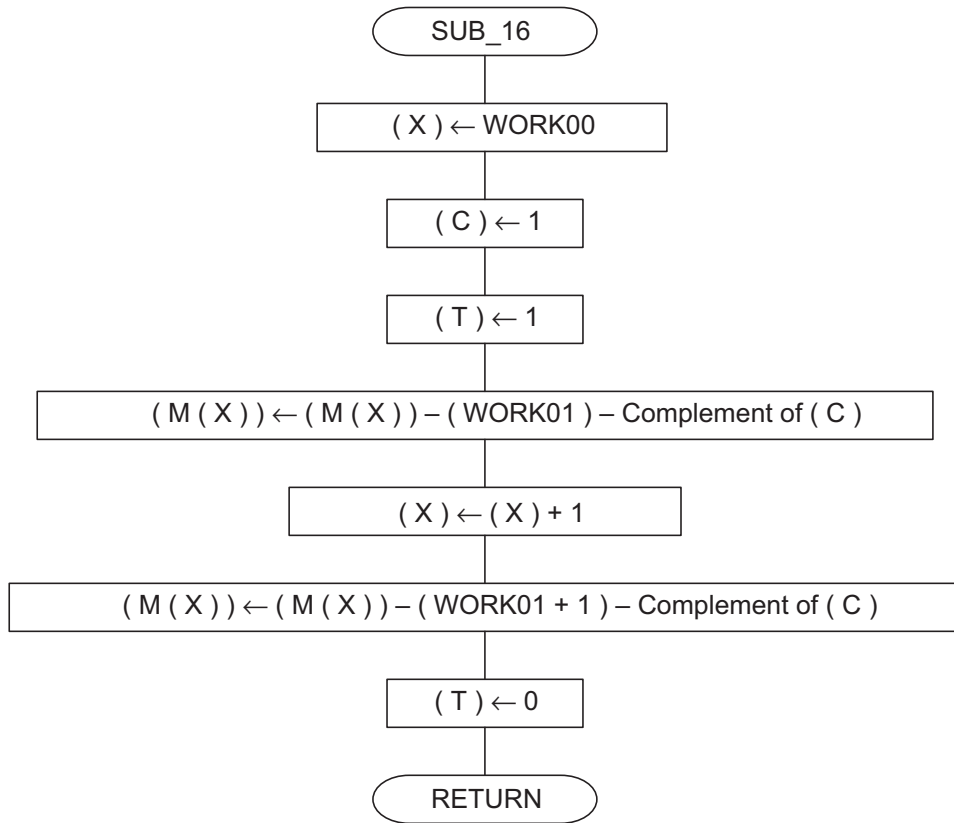 SUB_16
( X ) ← WORK00
( C ) ← 1
( T ) ← 1
( M ( X ) ) ← ( M ( X ) ) – ( WORK01 ) – Complement of ( C )
( X ) ← ( X ) + 1
( M ( X ) ) ← ( M ( X ) ) – ( WORK01 + 1 ) – Complement of ( C )
( T ) ← 0
RETURN